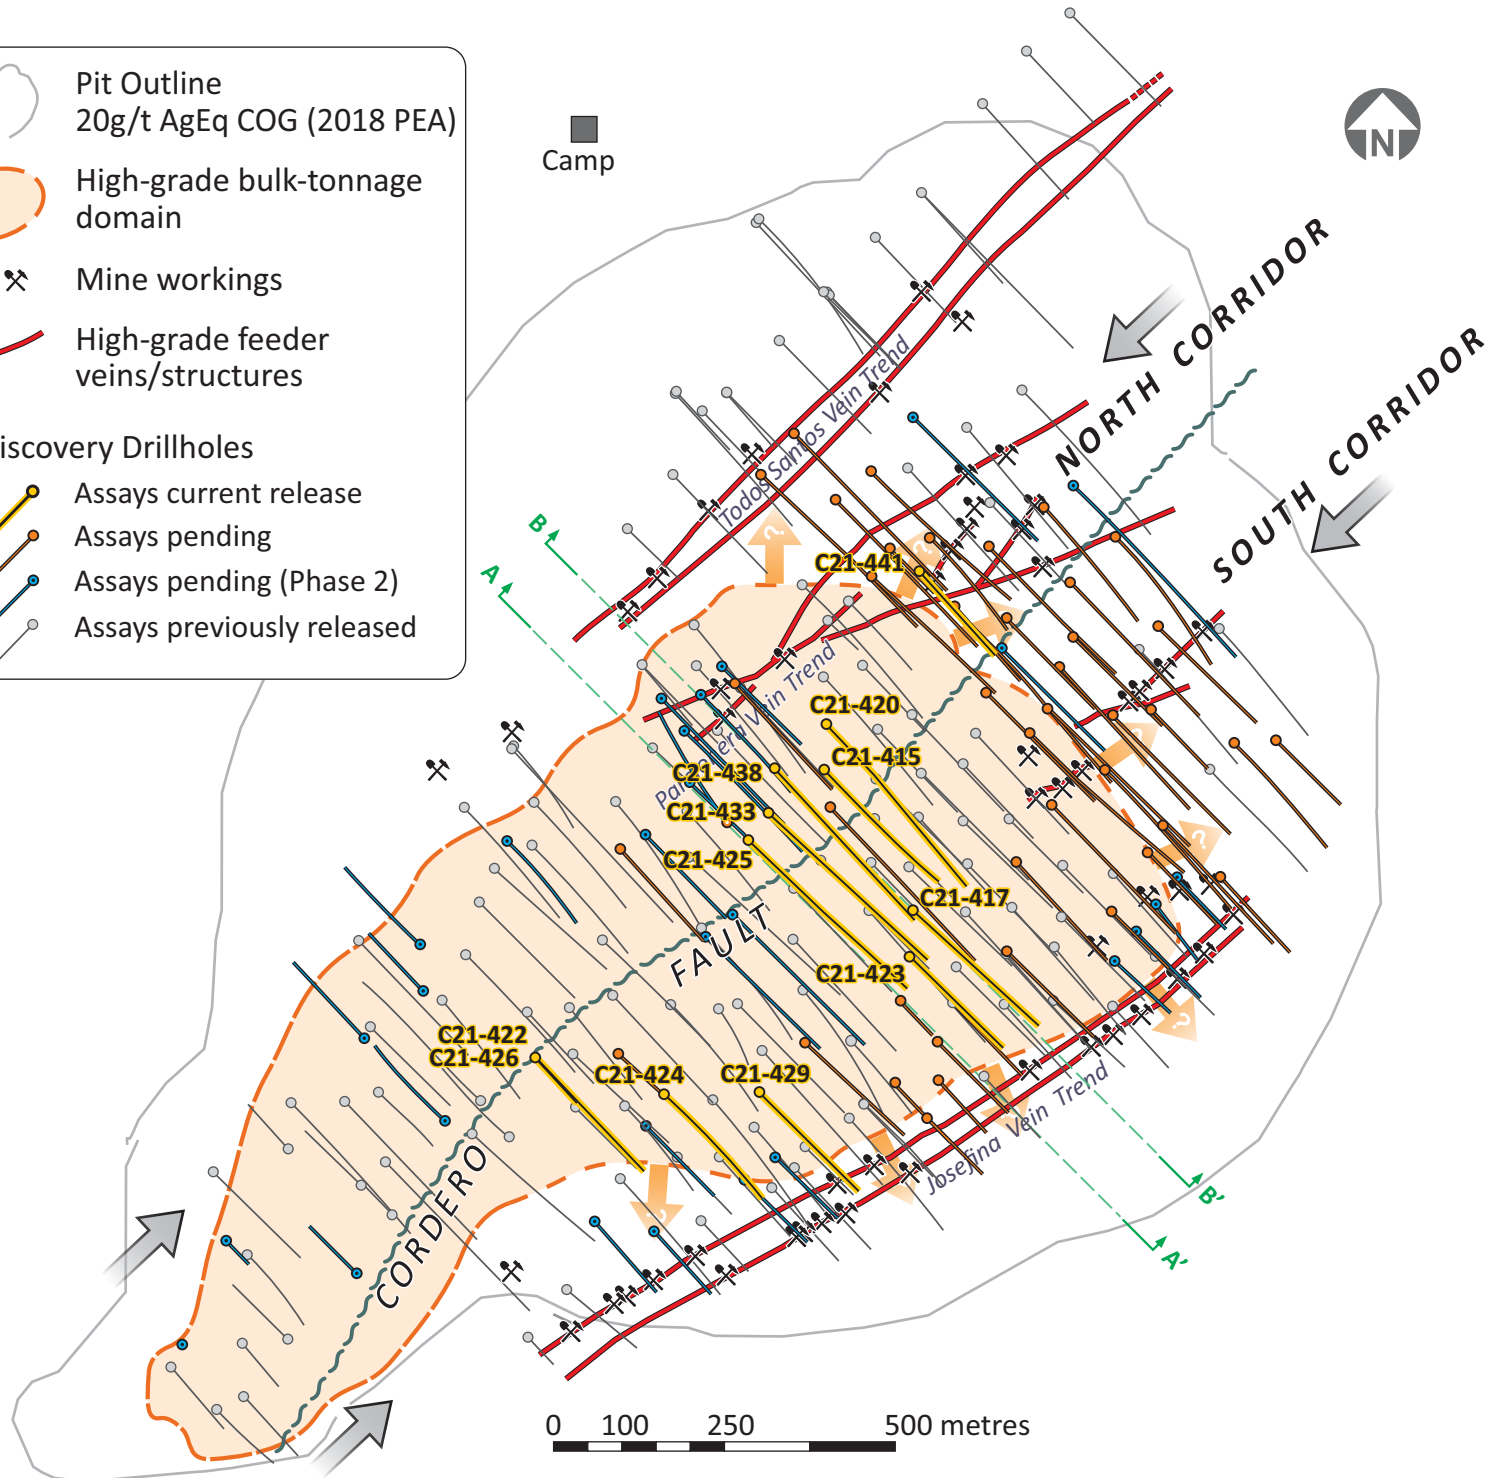 Pit Outline
20g/t AgEq COG (2018 PEA)
High-grade bulk-tonnage
domain
Mine workings
High-grade feeder
veins/structures
iscovery Drillholes
Assays current release
Assays pending
Assays pending (Phase 2)
Assays previously released
Camp
N
NORTH CORRIDOR
SOUTH CORRIDOR
Todos Santos Vein Trend
B
A
?
?
C21-441
Vein Trend
C21-420
C21-415
C21-438
C21-433
C21-425
C21-417
C21-423
?
?
FAULT
C21-422
C21-426
C21-424
C21-429
?
Josefina Vein Trend
CORDERO
B'
A'
0 100 250 500 metres